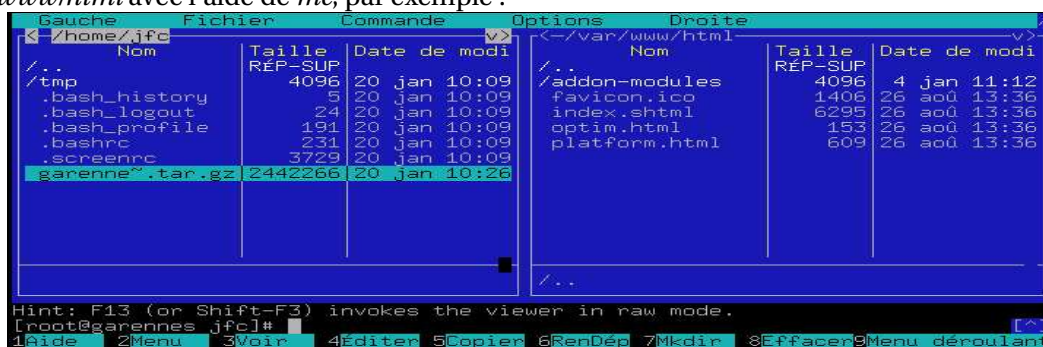 avec l'aide de mc, par exemple :
Gauche Fichier Commande Options Droite
< /home/jfc v> <-/var/www/html v>
Nom Taille Date de modi Nom Taille Date de modi
/.. RÉP-SUP /.. RÉP-SUP
/tmp 4096 20 jan 10:09 /addon-modules 4096 4 jan 11:12
.bash_history 5 20 jan 10:09 favicon.ico 1406 26 aoû 13:36
.bash_logout 24 20 jan 10:09 index.shtml 6295 26 aoû 13:36
.bash_profile 191 20 jan 10:09 optim.html 153 26 aoû 13:36
.bashrc 231 20 jan 10:09 platform.html 609 26 aoû 13:36
.screenrc 3729 20 jan 10:09
garenne~.tar.gz 2442266 20 jan 10:26
/..
Hint: F13 (or Shift-F3) invokes the viewer in raw mode.
[root@garennes jfc]# [^]
1Aide 2Menu 3Voir 4Éditer 5Copier 6RenDép 7Mkdir 8Effacer 9Menu déroulant